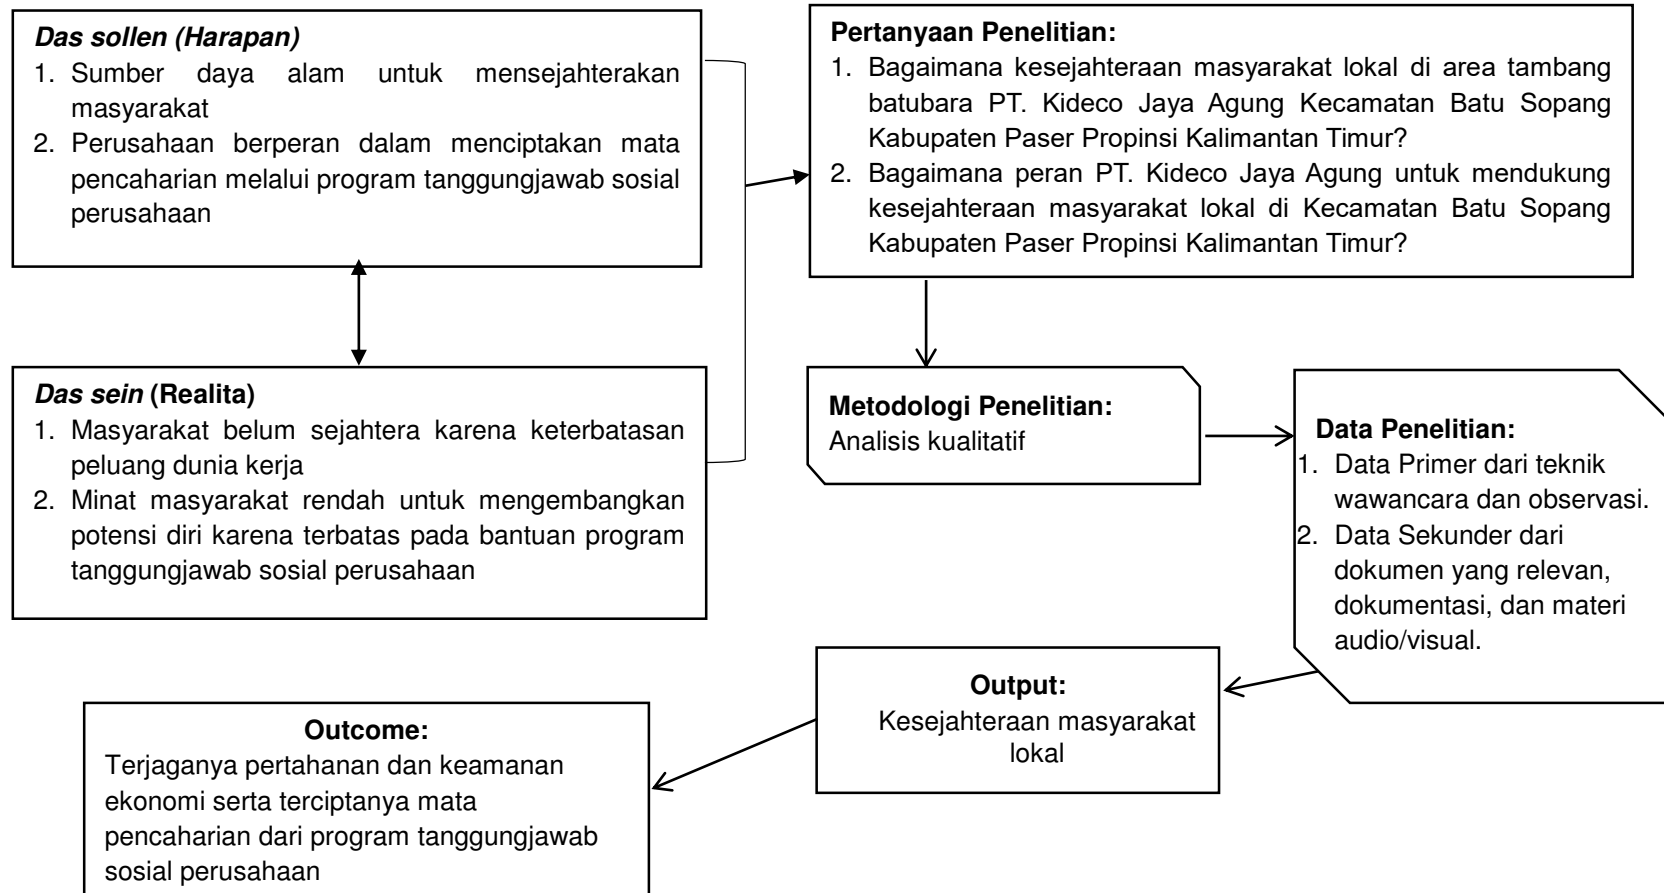 Das sollen (Harapan)
1. Sumber daya alam untuk mensejahterakan
masyarakat
2. Perusahaan berperan dalam menciptakan mata
pencaharian melalui program tanggungjawab sosial
perusahaan
Das sein (Realita)
1. Masyarakat belum sejahtera karena keterbatasan
peluang dunia kerja
2. Minat masyarakat rendah untuk mengembangkan
potensi diri karena terbatas pada bantuan program
tanggungjawab sosial perusahaan
Pertanyaan Penelitian:
1. Bagaimana kesejahteraan masyarakat lokal di area tambang
batubara PT. Kideco Jaya Agung Kecamatan Batu Sopang
Kabupaten Paser Propinsi Kalimantan Timur?
2. Bagaimana peran PT. Kideco Jaya Agung untuk mendukung
kesejahteraan masyarakat lokal di Kecamatan Batu Sopang
Kabupaten Paser Propinsi Kalimantan Timur?
Metodologi Penelitian:
Analisis kualitatif
Data Penelitian:
1. Data Primer dari teknik
wawancara dan observasi.
2. Data Sekunder dari
dokumen yang relevan,
dokumentasi, dan materi
audio/visual.
Output:
Kesejahteraan masyarakat
lokal
Outcome:
Terjaganya pertahanan dan keamanan
ekonomi serta terciptanya mata
pencaharian dari program tanggungjawab
sosial perusahaan